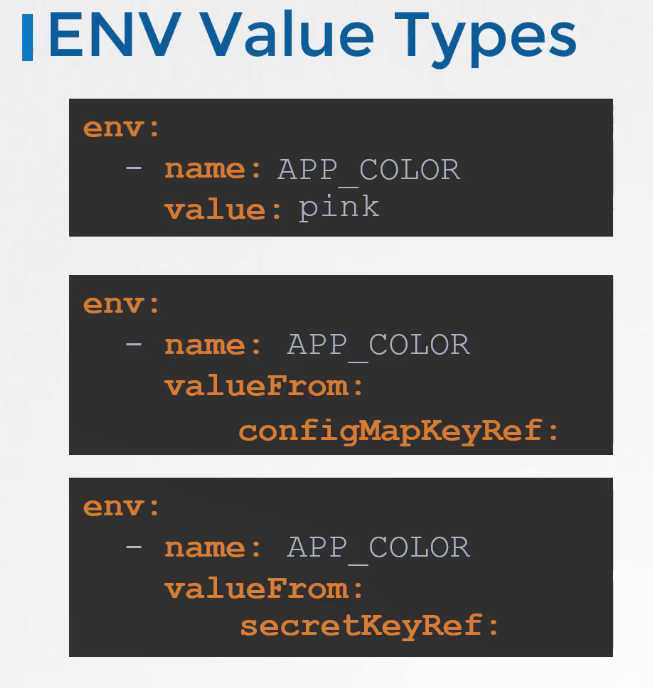 ENV Value Types
env:
- name: APP_COLOR
value: pink
env:
- name: APP_COLOR
valueFrom:
configMapKeyRef:
env:
- name: APP_COLOR
valueFrom:
secretKeyRef: